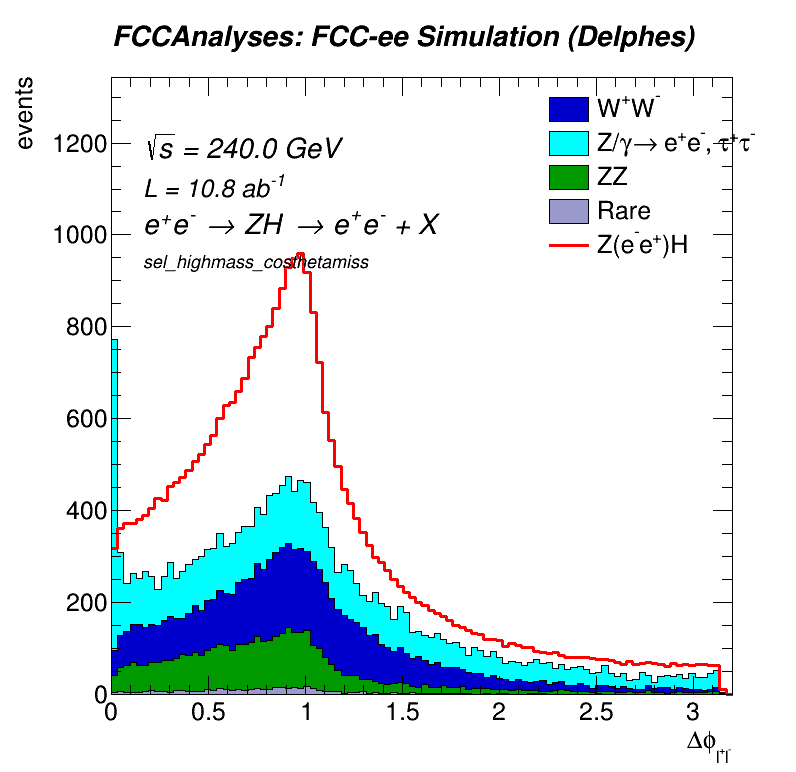 FCCAnalyses: FCC-ee Simulation (Delphes)
events
√s = 240.0 GeV
L = 10.8 ab⁻¹
e⁺e⁻ → ZH → e⁺e⁻ + X
sel_highmass_costhetamiss
W⁺W⁻
Z/γ→ e⁺e⁻, τ⁺τ⁻
ZZ
Rare
Z(e⁻e⁺)H
1200
1000
800
600
400
200
0
0 0.5 1 1.5 2 2.5 3
Δϕ_l⁺l⁻